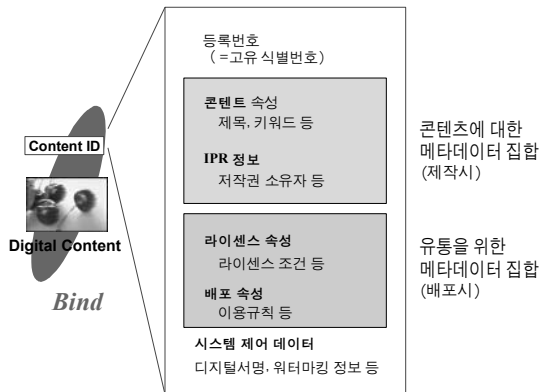 등록번호
(=고유 식별번호)
콘텐트 속성
제목, 키워드 등
IPR 정보
저작권 소유자 등
라이센스 속성
라이센스 조건 등
배포 속성
이용규칙 등
시스템 제어 데이터
디지털서명, 워터마킹 정보 등
Content ID
Digital Content
Bind
콘텐츠에 대한
메타데이터 집합
(제작시)
유통을 위한
메타데이터 집합
(배포시)